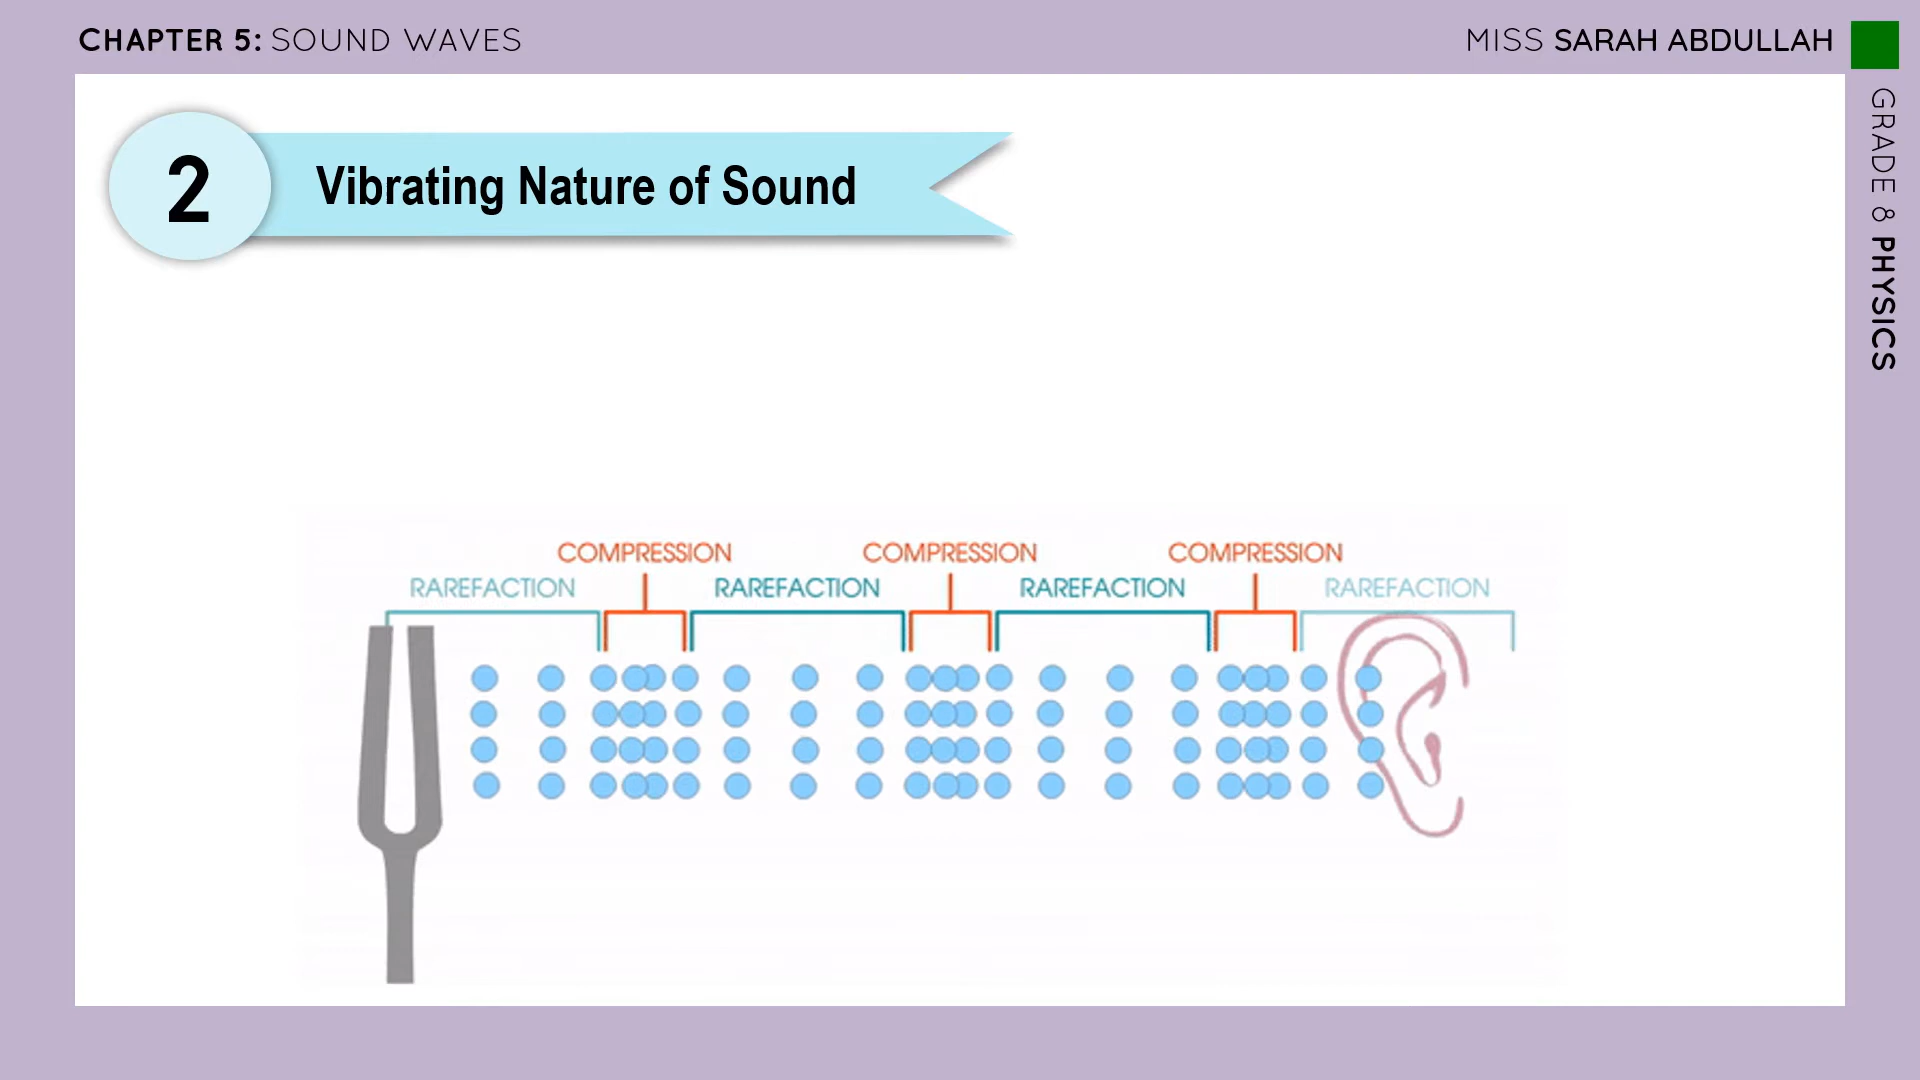 CHAPTER 5: SOUND WAVES
MISS SARAH ABDULLAH
GRADE 8 PHYSICS
2
Vibrating Nature of Sound
COMPRESSION COMPRESSION COMPRESSION
RAREFACTION RAREFACTION RAREFACTION RAREFACTION